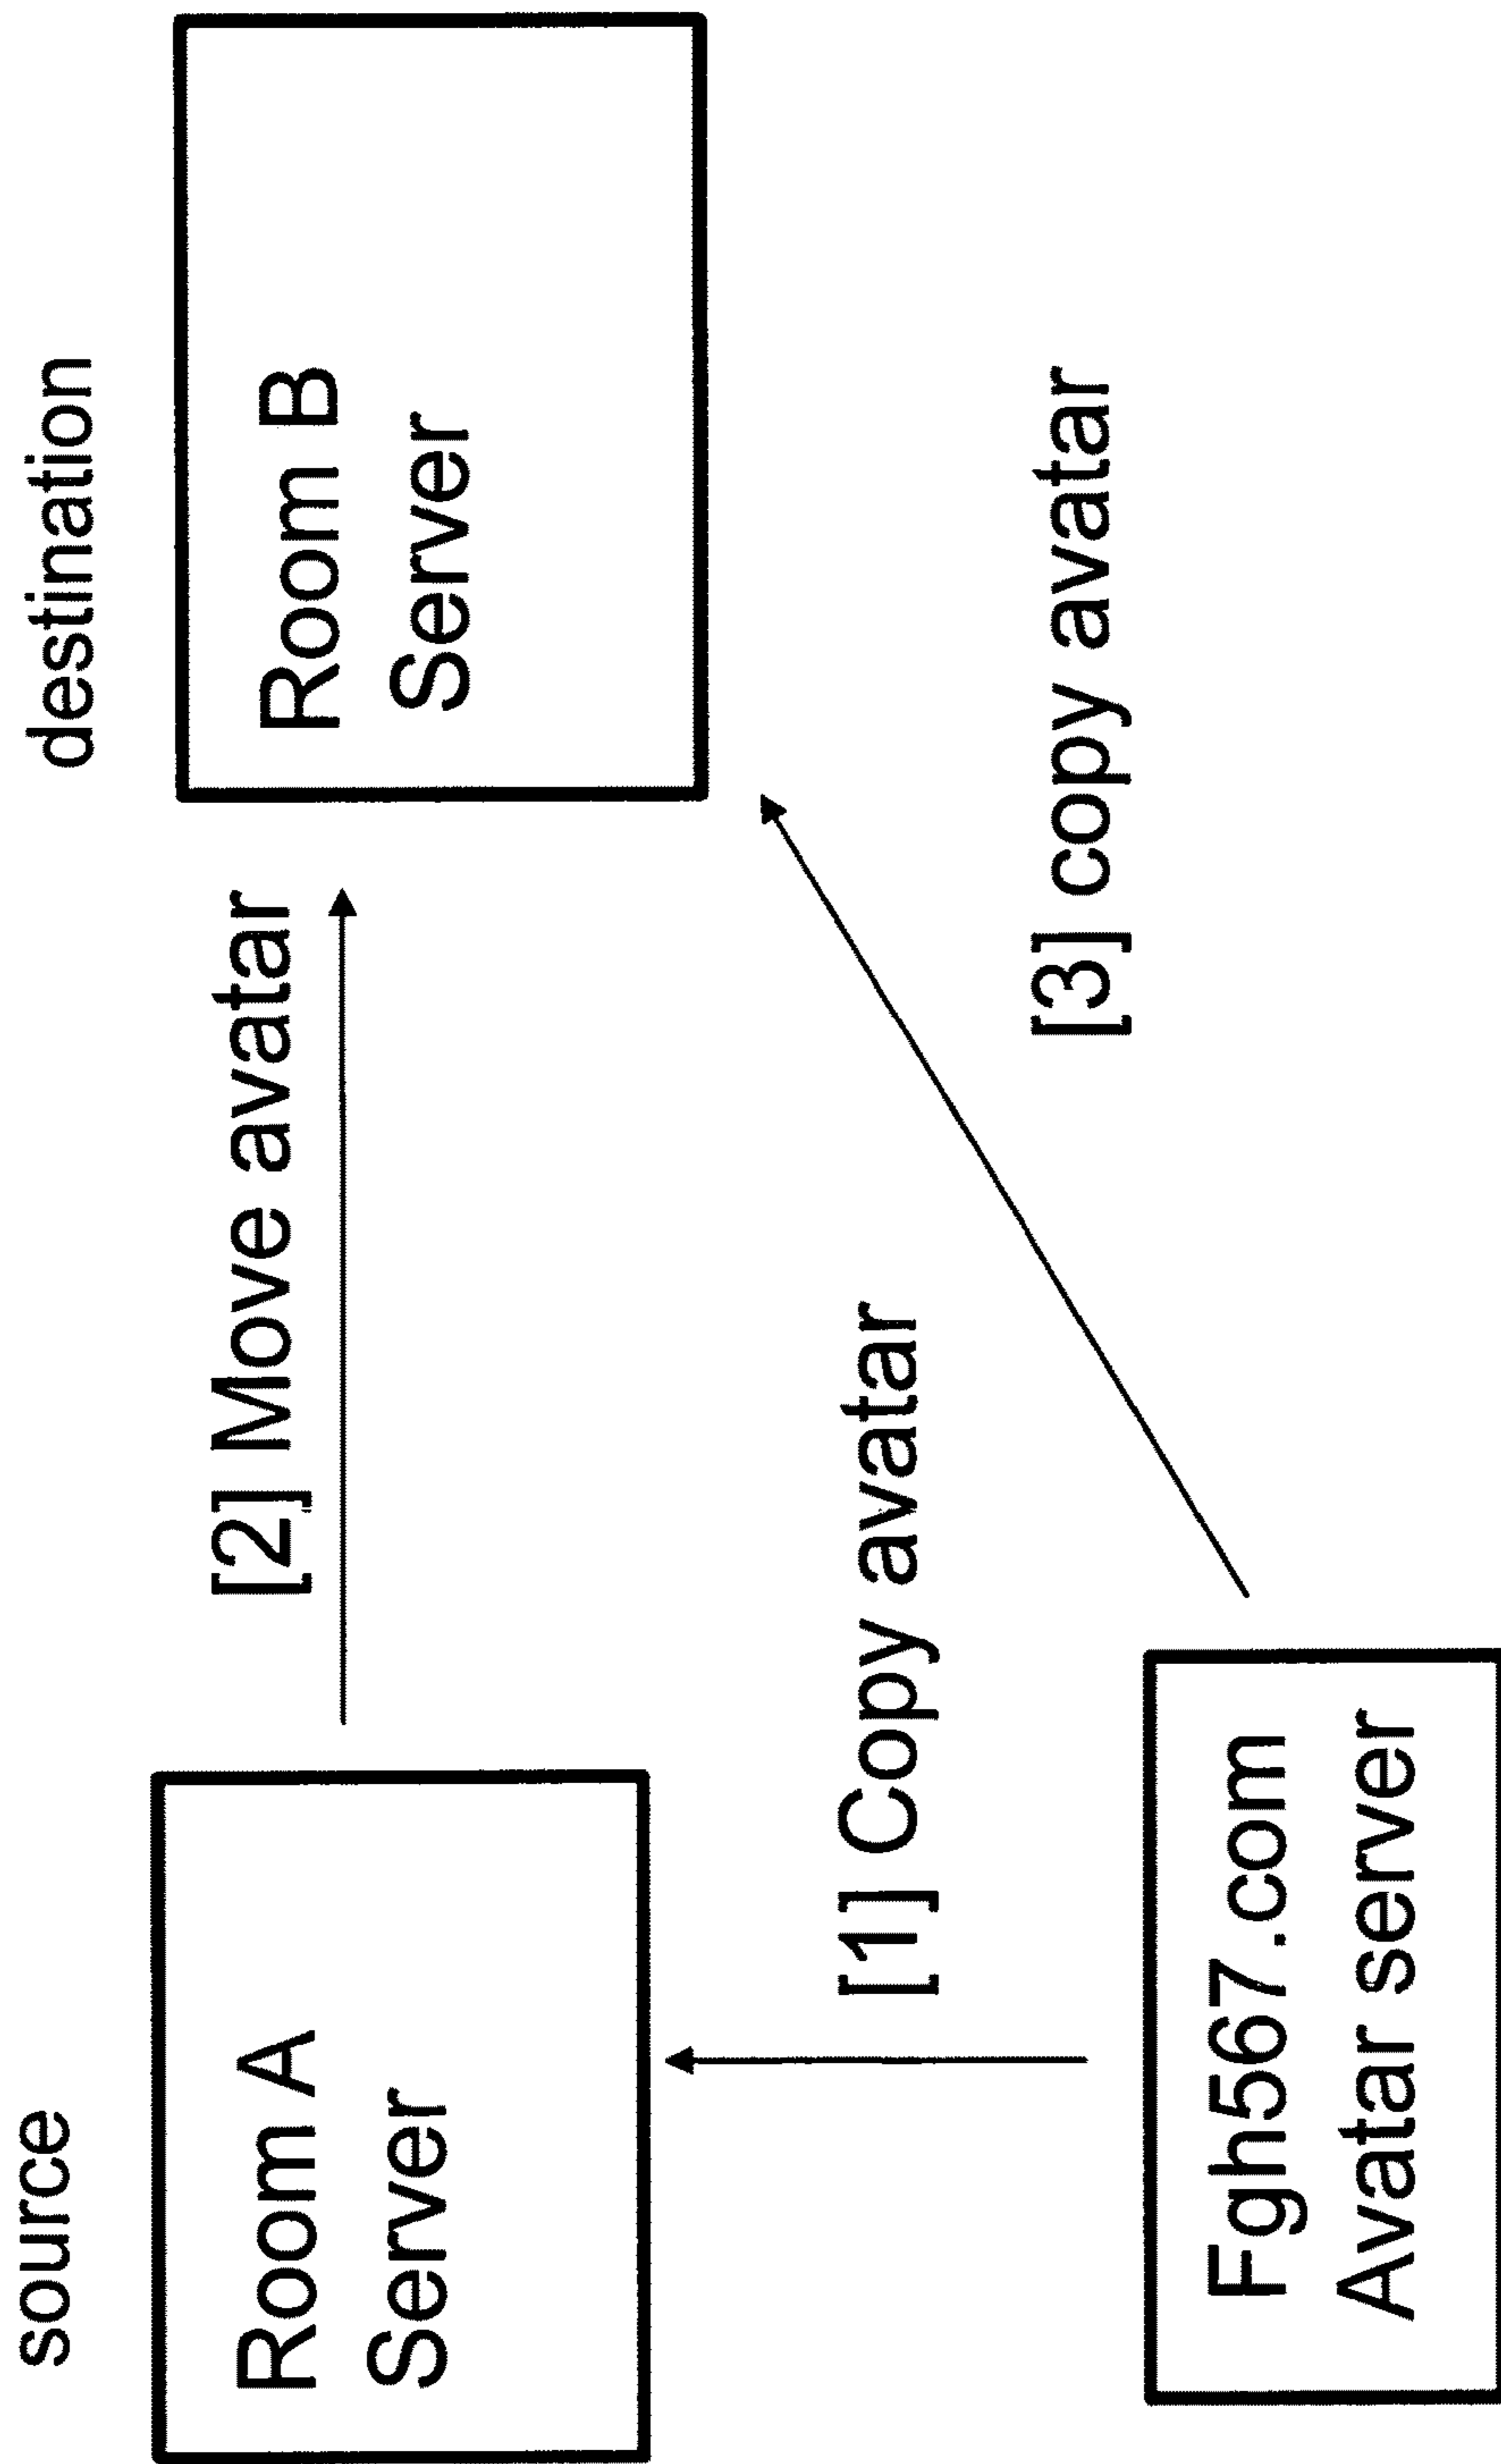 source
destination
Room A
Server
[2] Move avatar
Room B
Server
[1] Copy avatar
[3] copy avatar
Fgh567.com
Avatar server